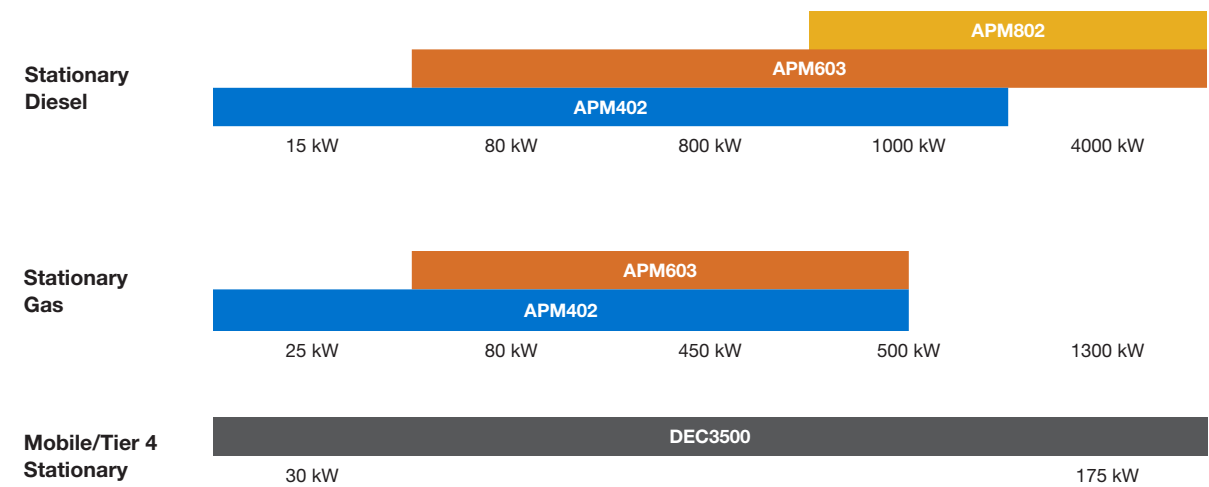 APM802
Stationary
Diesel
APM603
APM402
15 kW 80 kW 800 kW 1000 kW 4000 kW
Stationary
Gas
APM603
APM402
25 kW 80 kW 450 kW 500 kW 1300 kW
Mobile/Tier 4
Stationary
DEC3500
30 kW 175 kW